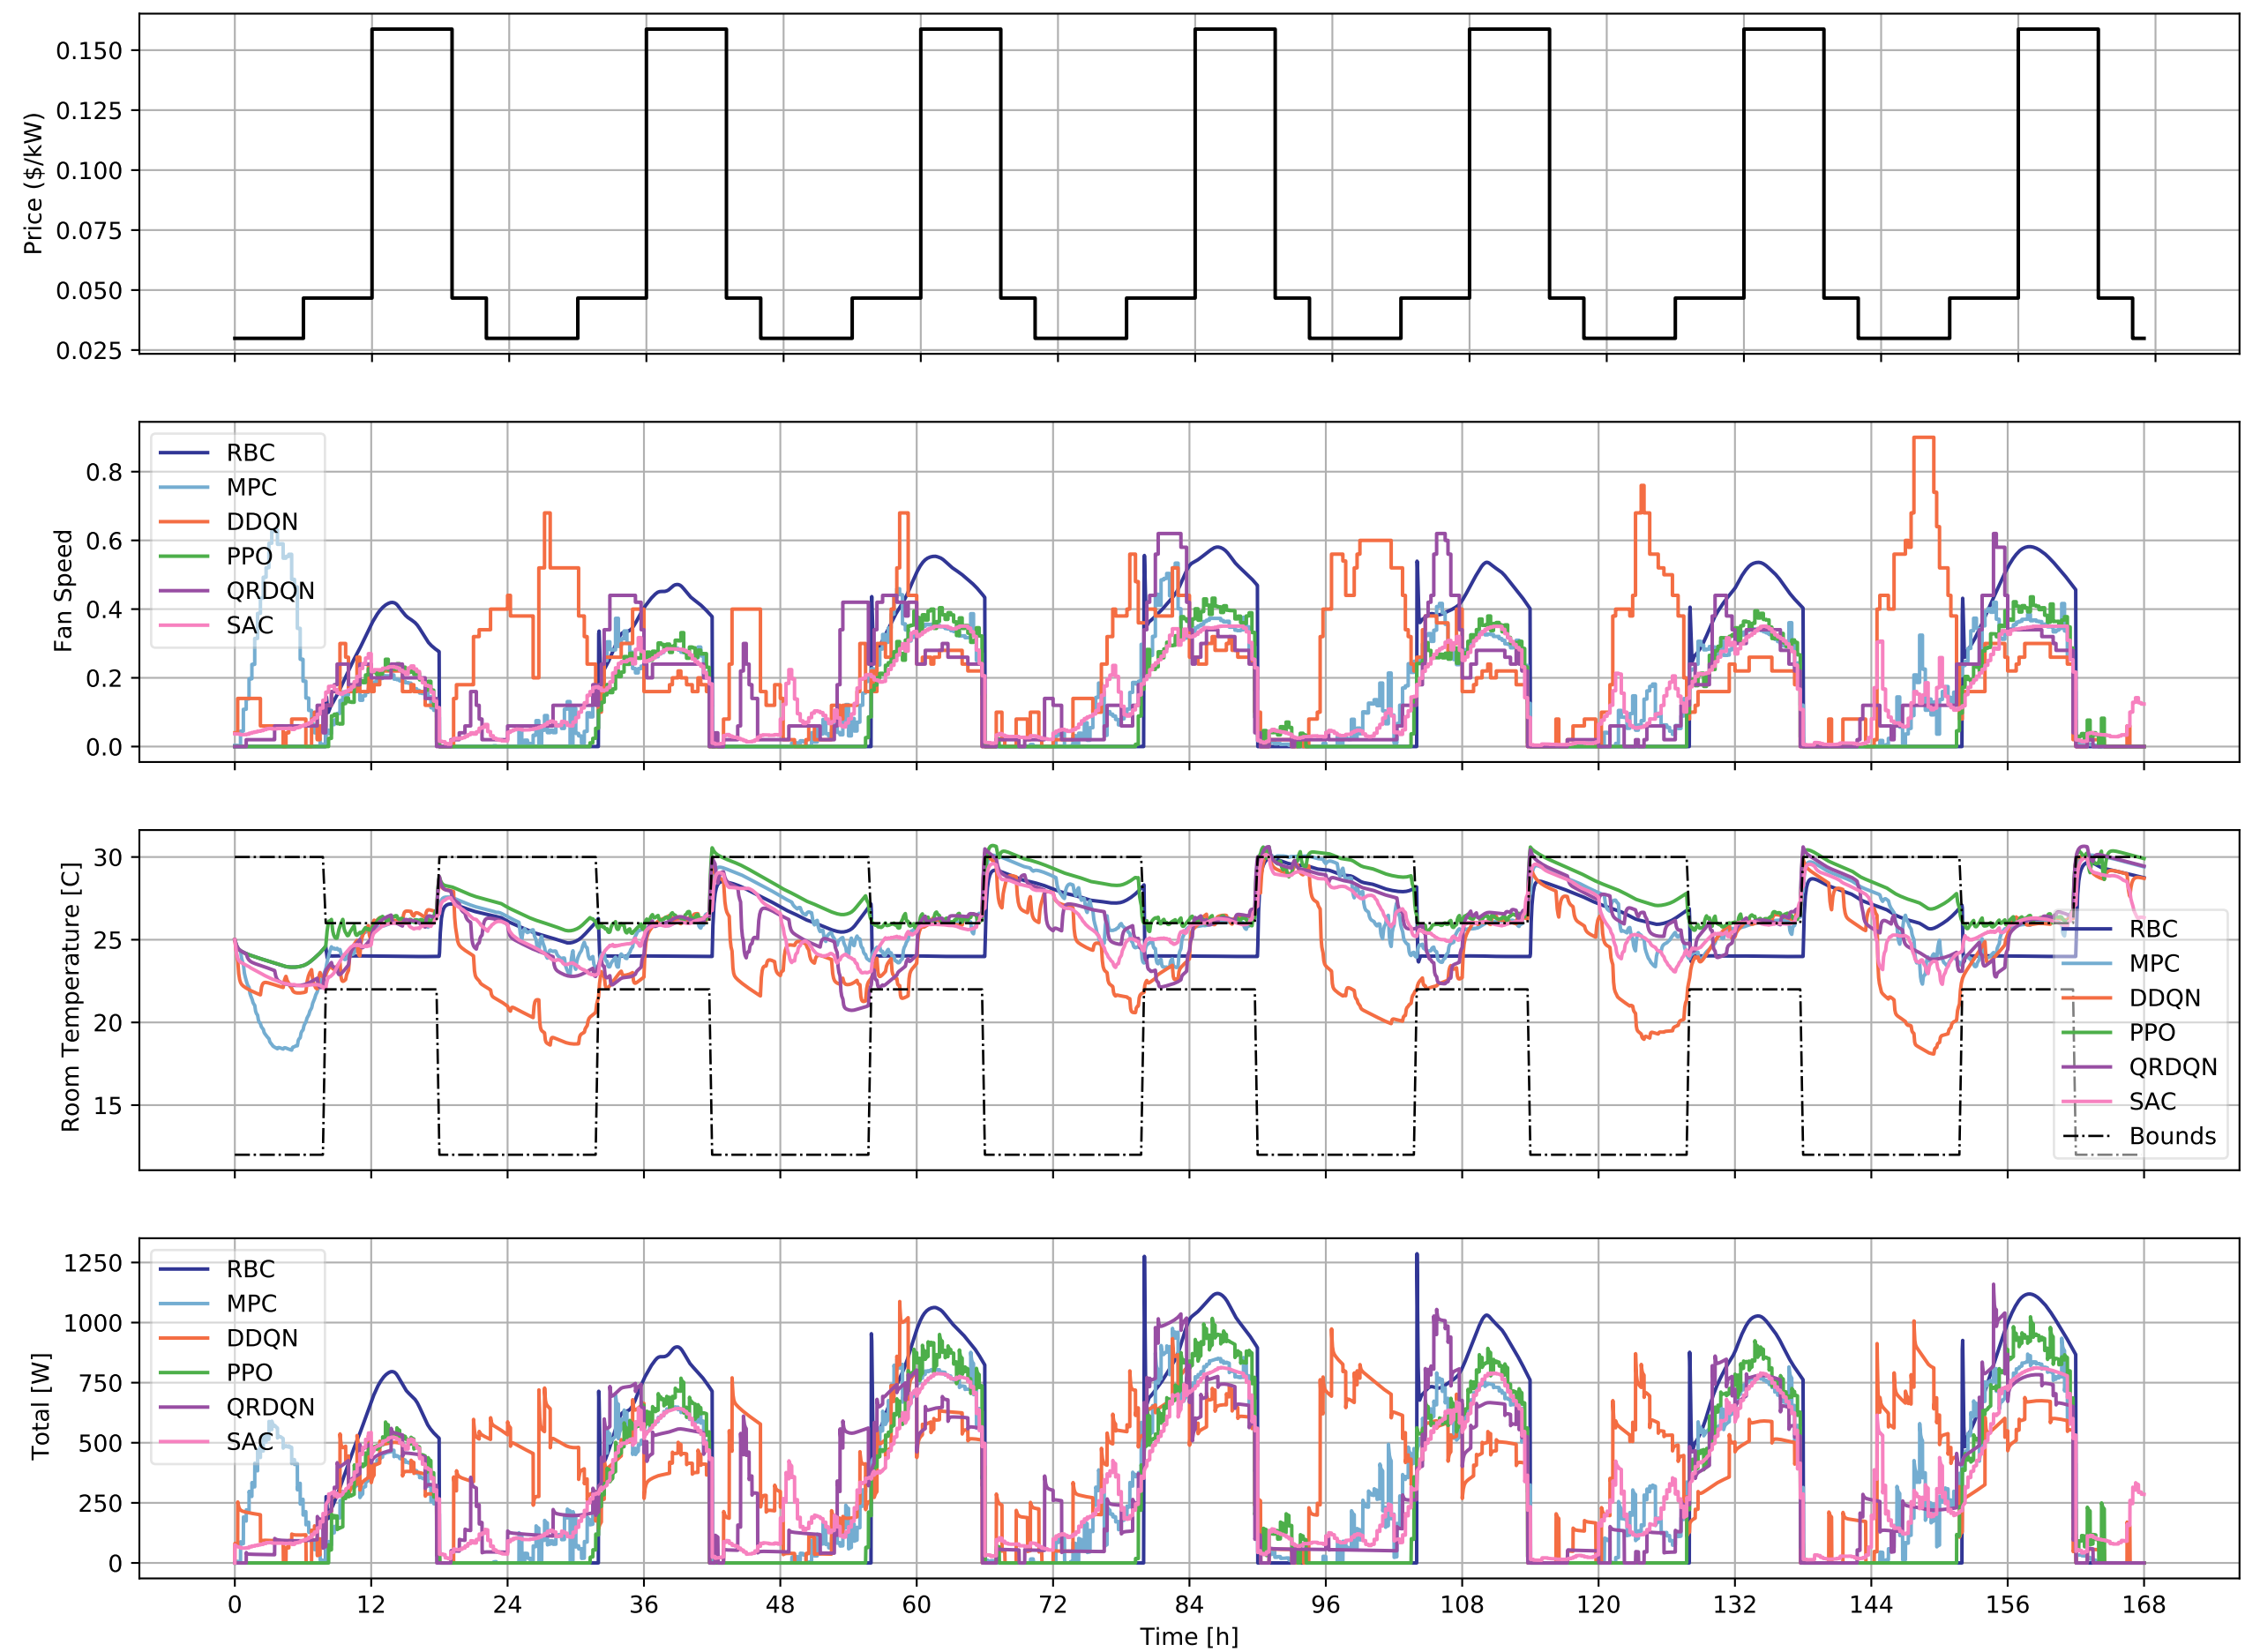 0.150
0.125
0.100
0.075
0.050
0.025
Price ($/kW)
0.8
0.6
0.4
0.2
0.0
Fan Speed
RBC
MPC
DDQN
PPO
QRDQN
SAC
30
25
20
15
Room Temperature [C]
RBC
MPC
DDQN
PPO
QRDQN
SAC
Bounds
1250
1000
750
500
250
0
Total [W]
RBC
MPC
DDQN
PPO
QRDQN
SAC
0 12 24 36 48 60 72 84 96 108 120 132 144 156 168
Time [h]